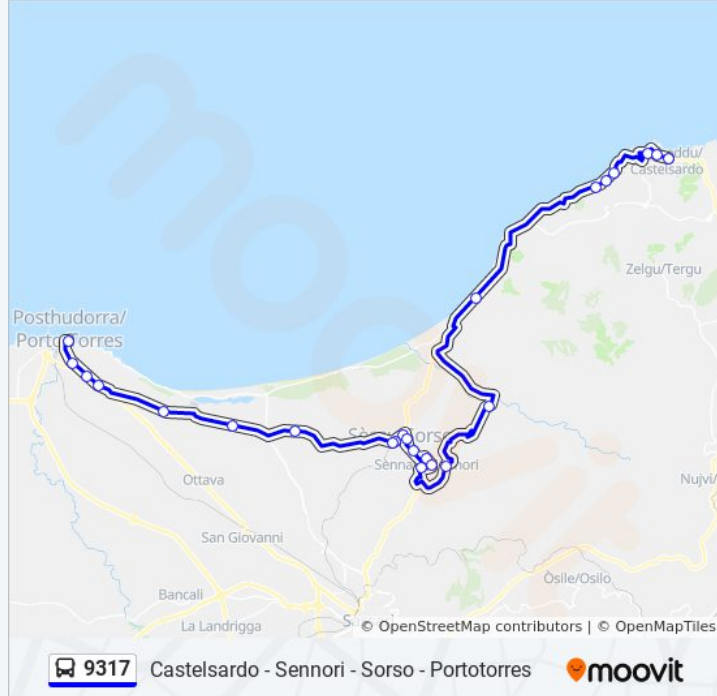 Castelsardo
Zelgu/Tergu
Posthudorra/
Porto Torres
Ottava
Nujvi/
San Giovanni
Òsile/Osilo
Bancali
La Landrigga
© OpenStreetMap contributors | © OpenMapTiles
9317 Castelsardo - Sennori - Sorso - Portotorres moovit